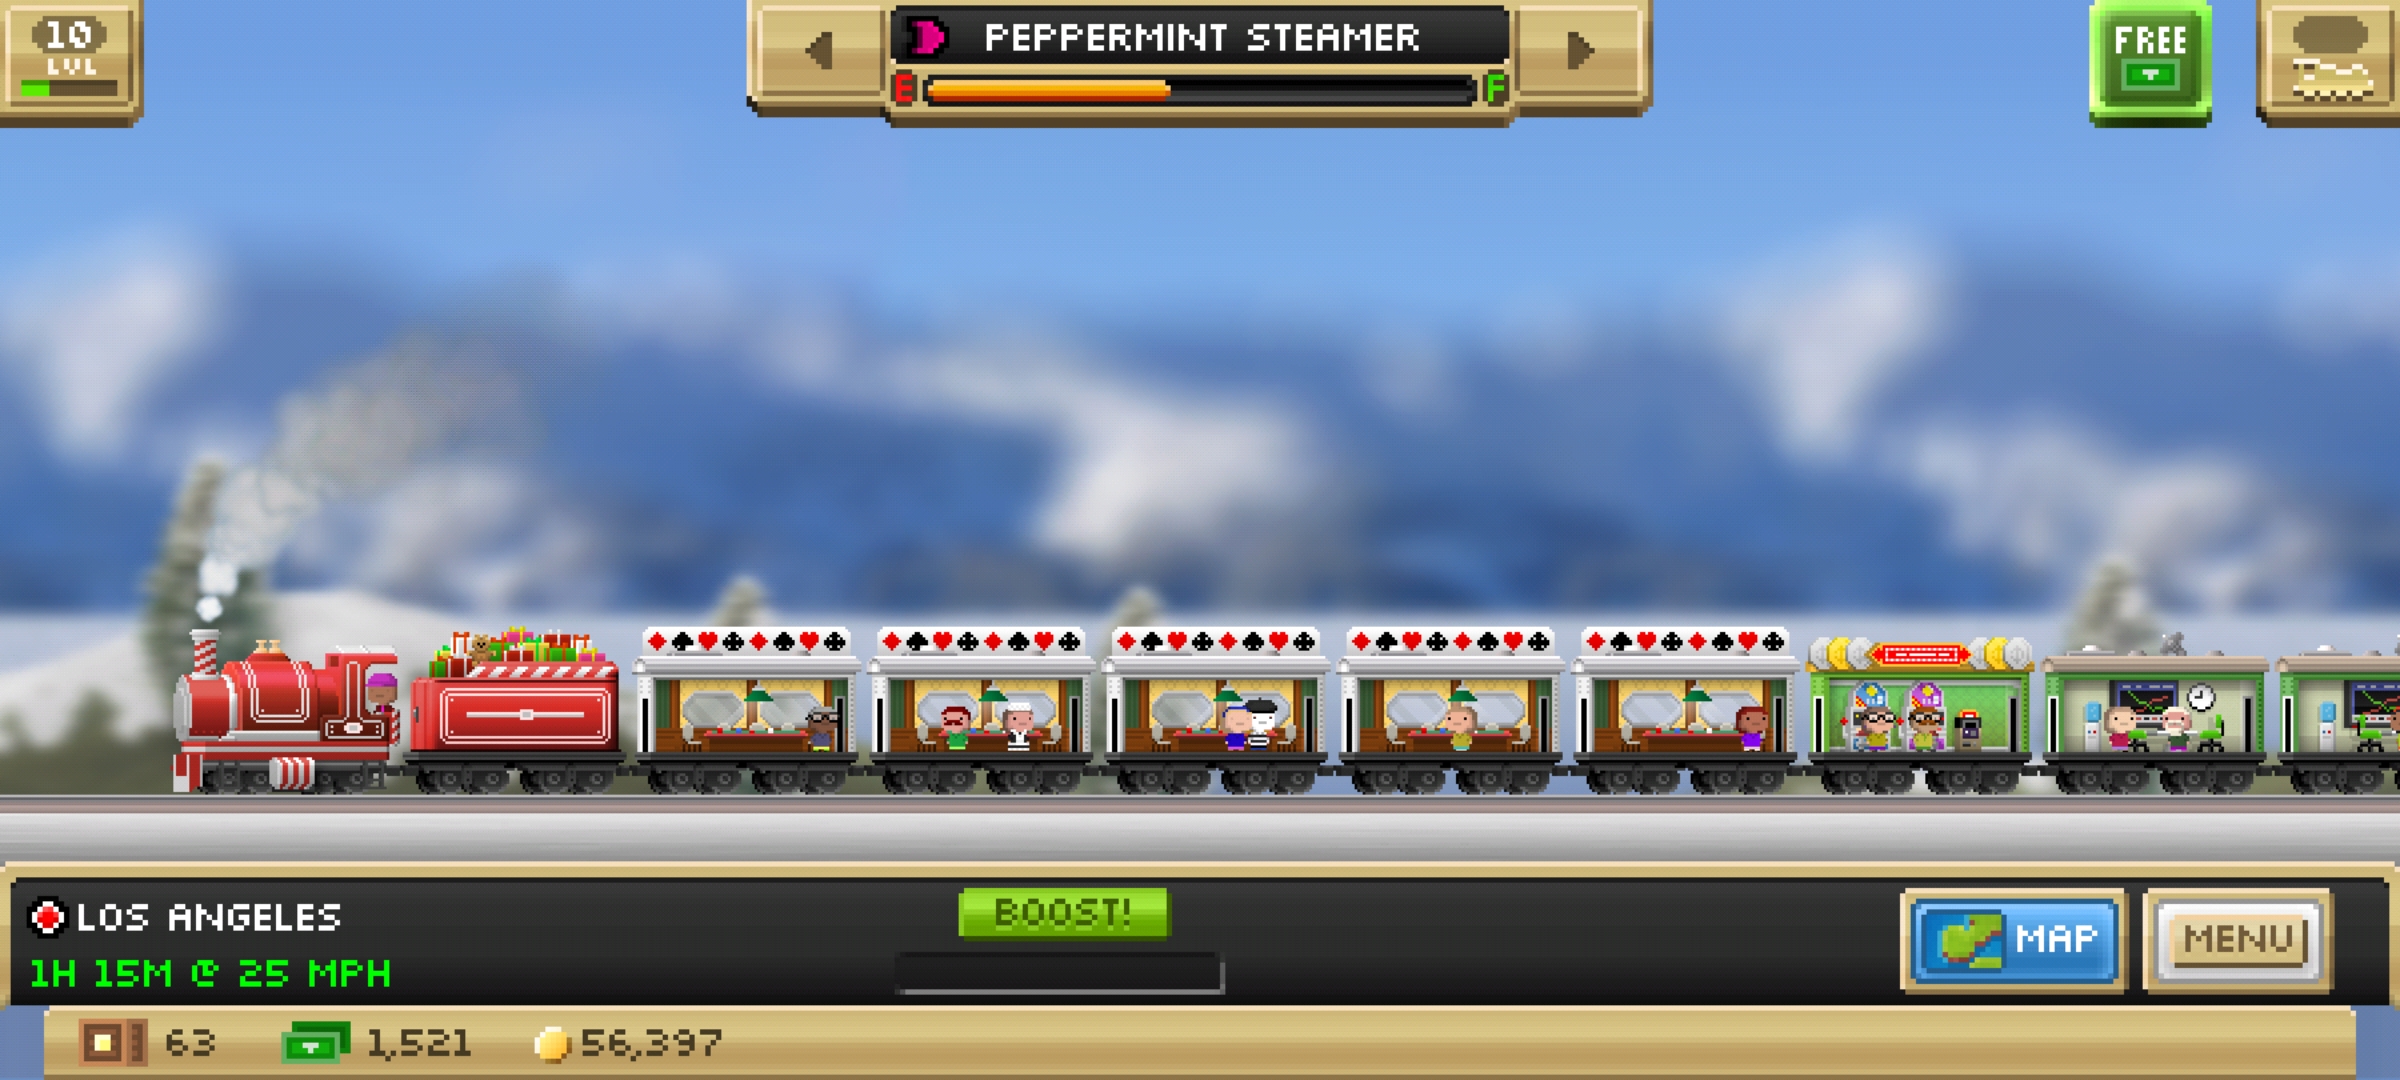 10
LVL
PEPPERMINT STEAMER
E F
FREE
LOS ANGELES
BOOST!
1H 15M @ 25 MPH
MAP
MENU
63 1,521 56,397